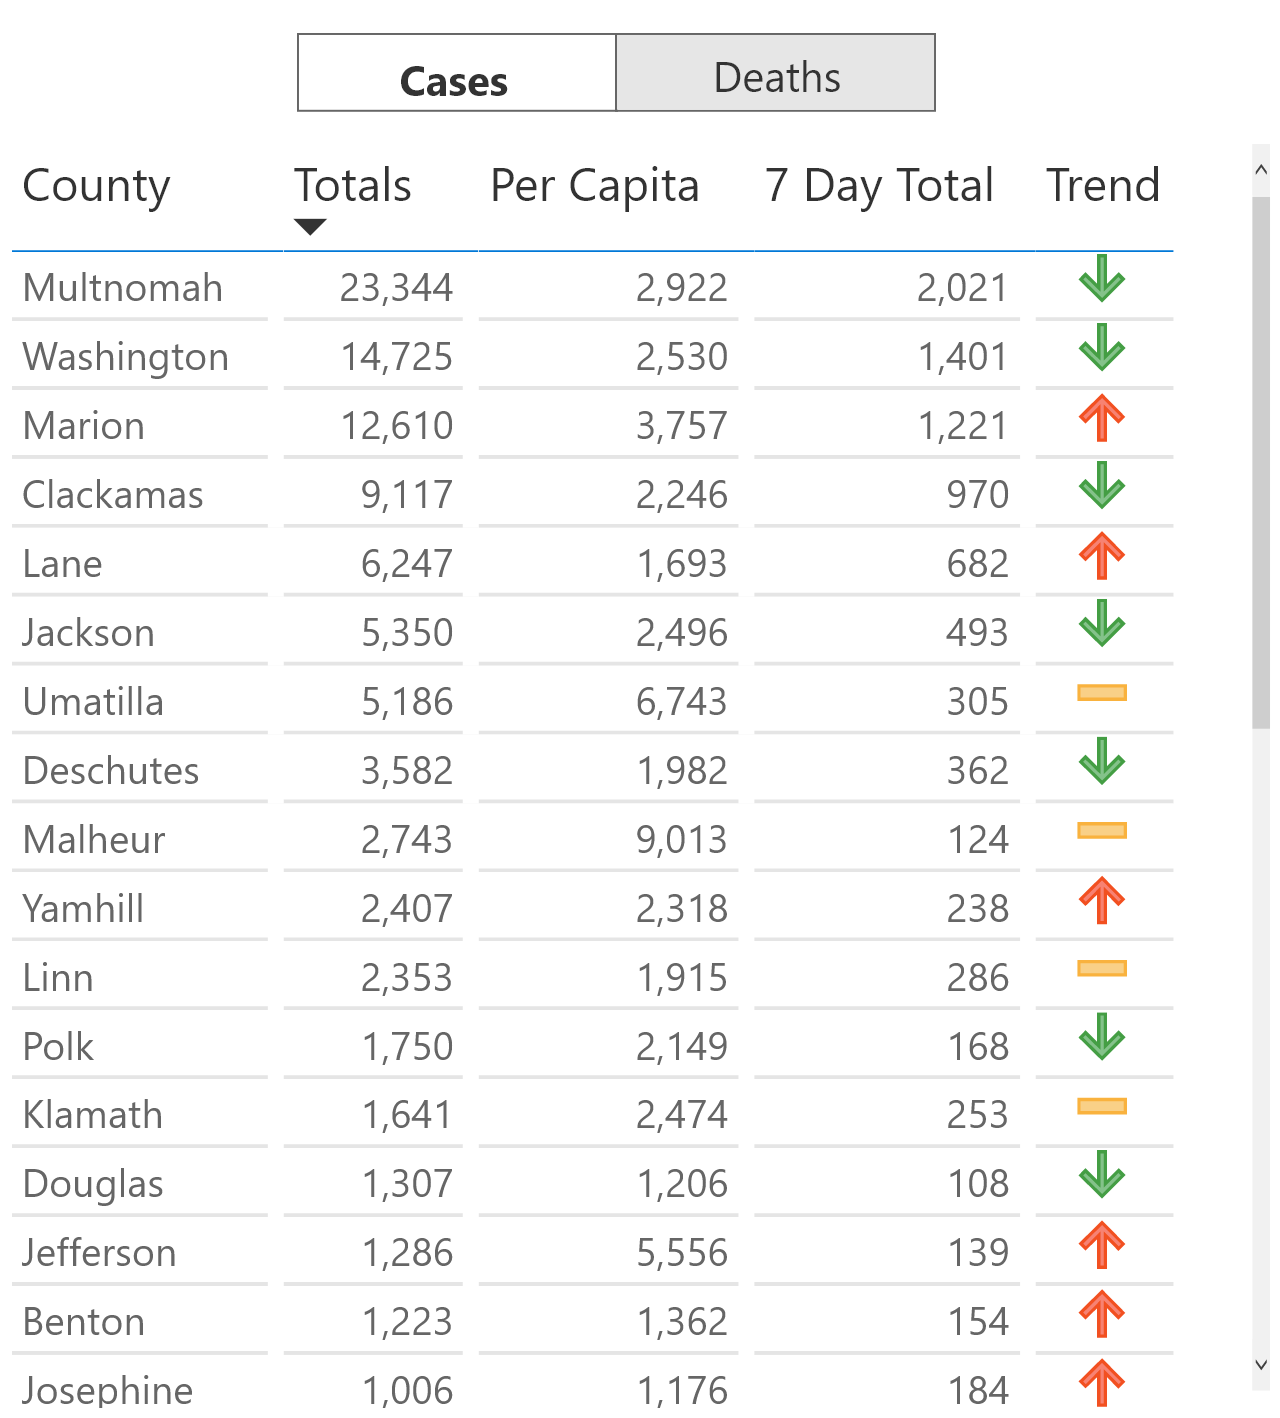 Cases Deaths
County Totals Per Capita 7 Day Total Trend
Multnomah 23,344 2,922 2,021
Washington 14,725 2,530 1,401
Marion 12,610 3,757 1,221
Clackamas 9,117 2,246 970
Lane 6,247 1,693 682
Jackson 5,350 2,496 493
Umatilla 5,186 6,743 305
Deschutes 3,582 1,982 362
Malheur 2,743 9,013 124
Yamhill 2,407 2,318 238
Linn 2,353 1,915 286
Polk 1,750 2,149 168
Klamath 1,641 2,474 253
Douglas 1,307 1,206 108
Jefferson 1,286 5,556 139
Benton 1,223 1,362 154
Josephine 1,006 1,176 184